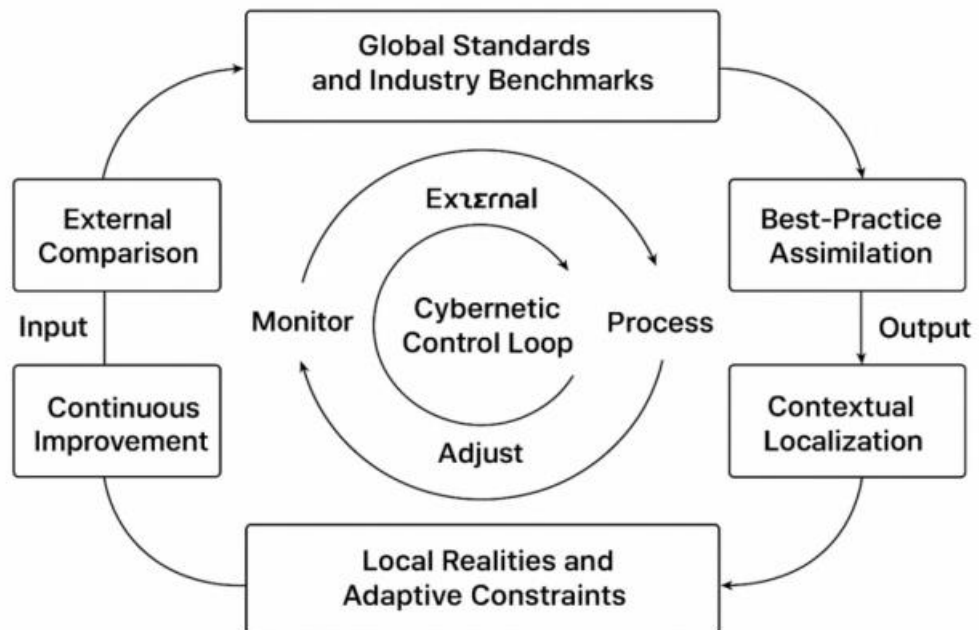 Global Standards
and Industry Benchmarks
External
Comparison
Best-Practice
Assimilation
Monitor
Cybernetic
Control Loop
Process
Input
Output
Continuous
Improvement
Adjust
Contextual
Localization
Local Realities and
Adaptive Constraints